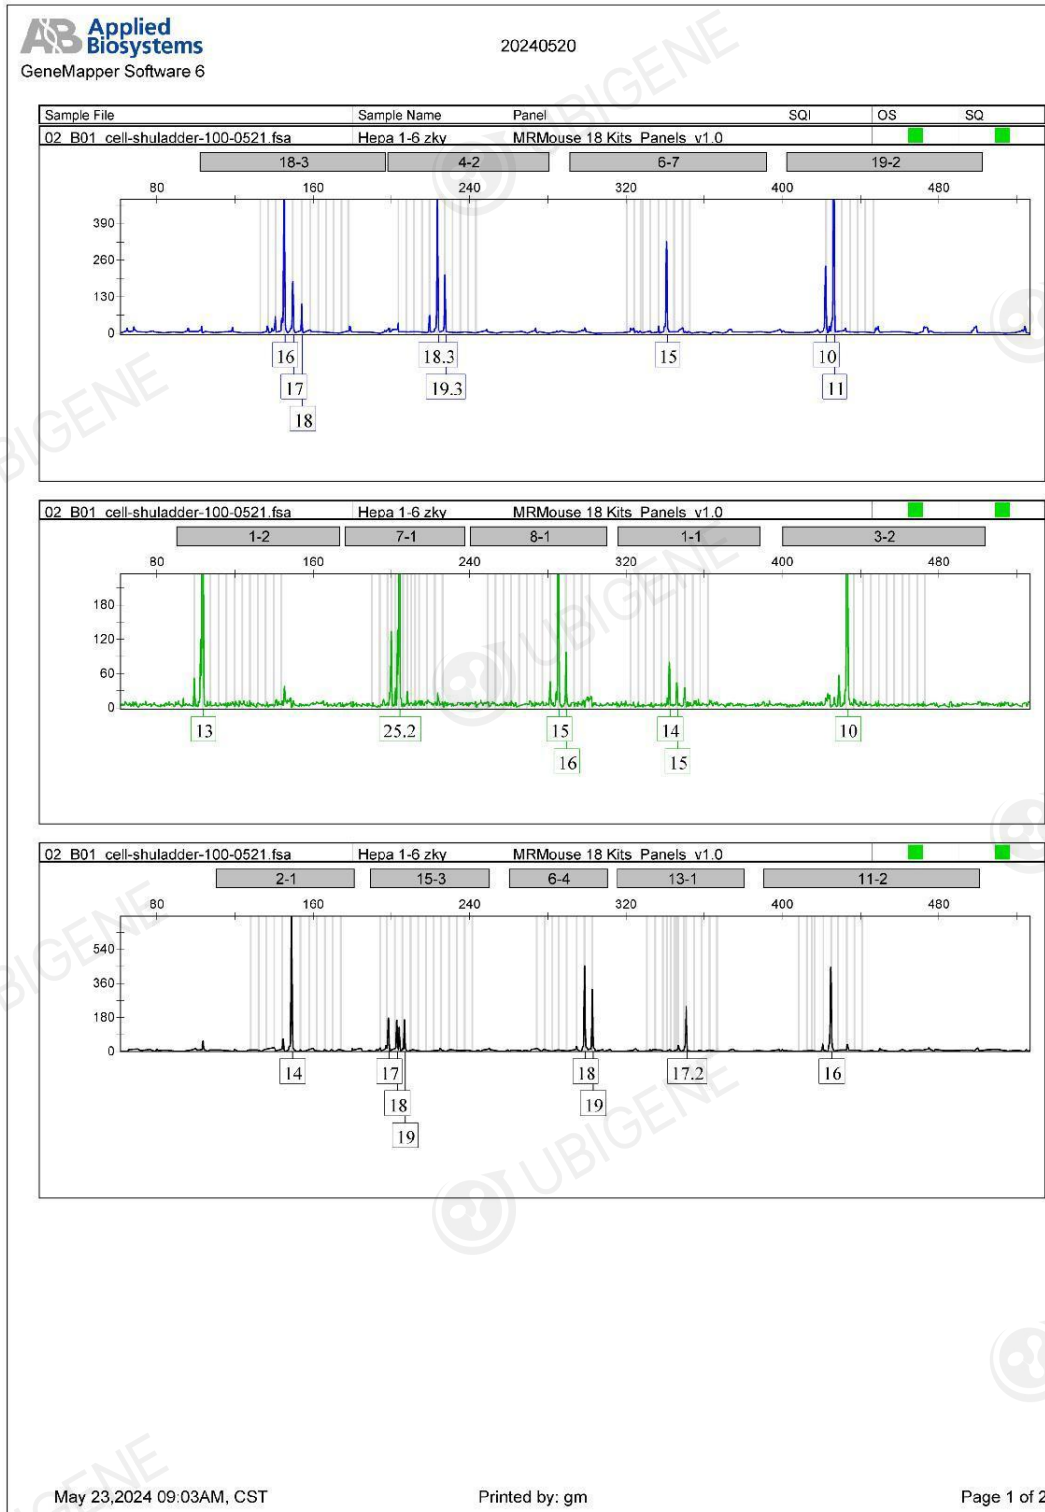 AB Applied
Biosystems
20240520
GeneMapper Software 6
Sample File Sample Name Panel SQI OS SQ
02_B01_cell-shuladder-100-0521.fsa Hepa 1-6 zky MRMouse 18 Kits_Panels_v1.0
18-3 4-2 6-7 19-2
80 160 240 320 400 480
390
260
130
0
16 18.3 15 10
17 19.3 11
18
02_B01_cell-shuladder-100-0521.fsa Hepa 1-6 zky MRMouse 18 Kits_Panels_v1.0
1-2 7-1 8-1 1-1 3-2
80 160 240 320 400 480
180
120
60
0
13 25.2 15 14 10
16 15
02_B01_cell-shuladder-100-0521.fsa Hepa 1-6 zky MRMouse 18 Kits_Panels_v1.0
2-1 15-3 6-4 13-1 11-2
80 160 240 320 400 480
540
360
180
0
14 17 18 17.2 16
18 19
19
May 23,2024 09:03AM, CST Printed by: gm Page 1 of 2
UBIGENE
UBIGENE
UBIGENE
UBIGENE
UBIGENE
UBIGENE